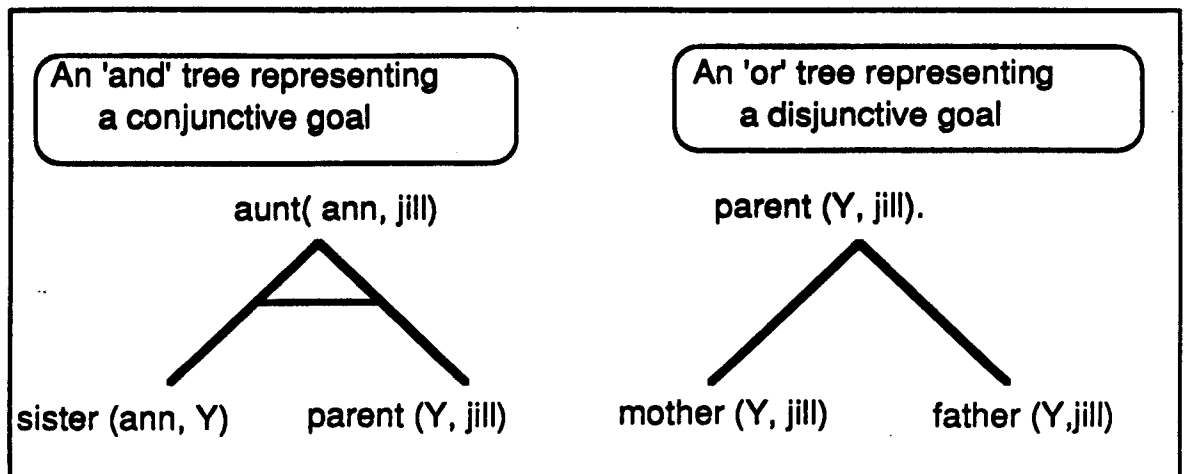 An 'and' tree representing
a conjunctive goal
An 'or' tree representing
a disjunctive goal
aunt( ann, jill)
parent (Y, jill).
sister (ann, Y)
parent (Y, jill)
mother (Y, jill)
father (Y,jill)